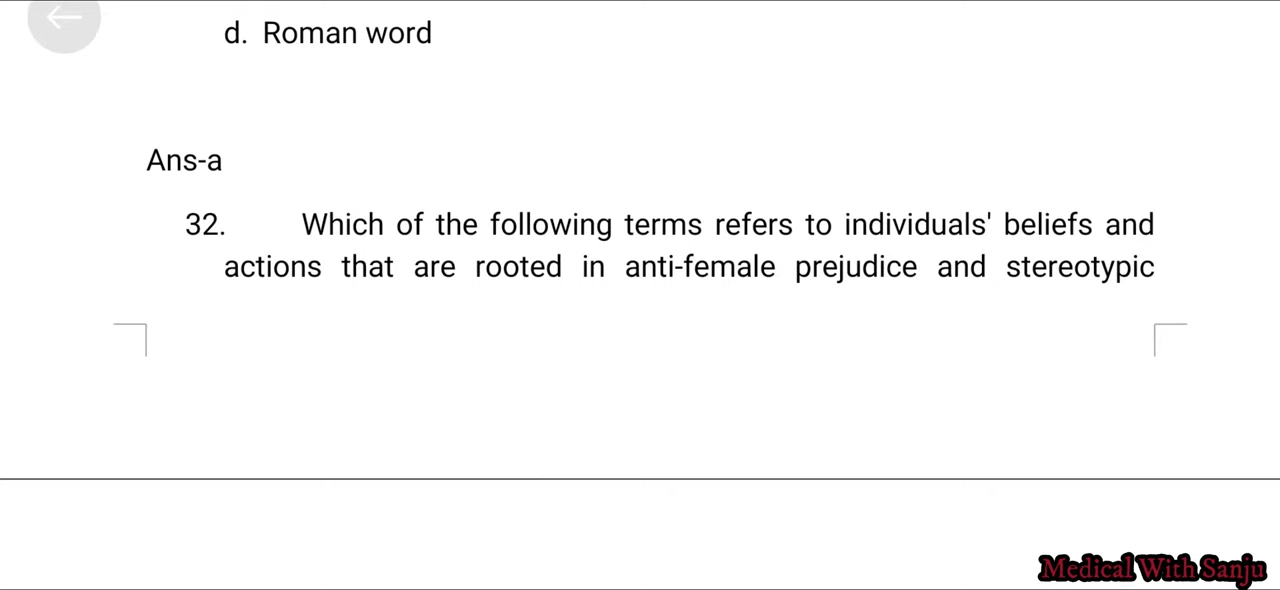 d. Roman word
Ans-a
32. Which of the following terms refers to individuals' beliefs and
actions that are rooted in anti-female prejudice and stereotypic
Medical With Sanju